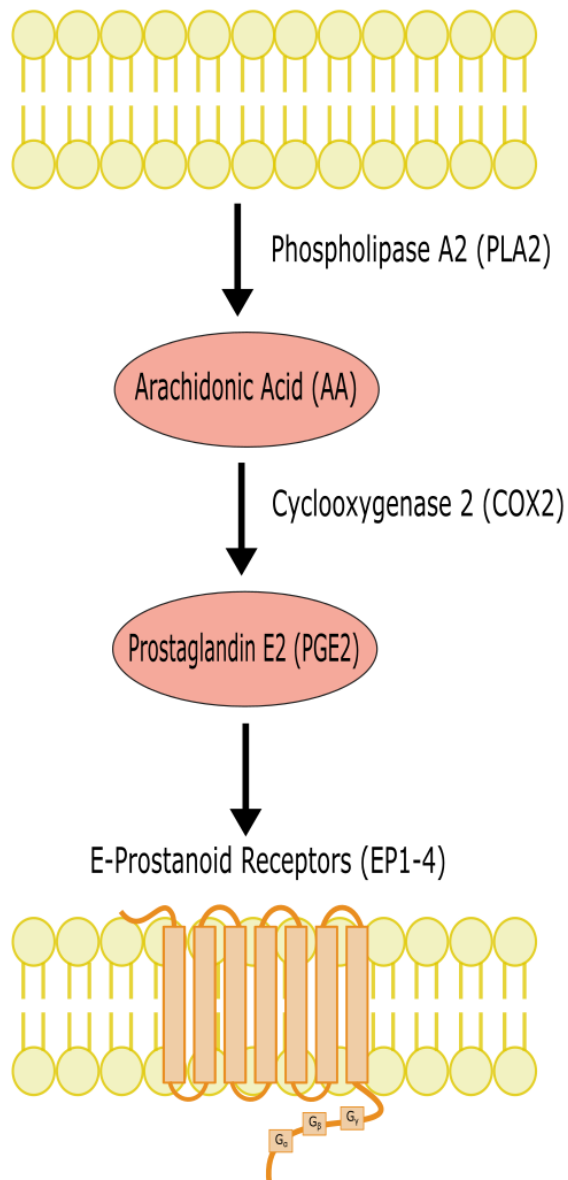 Phospholipase A2 (PLA2)
Arachidonic Acid (AA)
Cyclooxygenase 2 (COX2)
Prostaglandin E2 (PGE2)
E-Prostanoid Receptors (EP1-4)
Gα
Gβ
Gγ